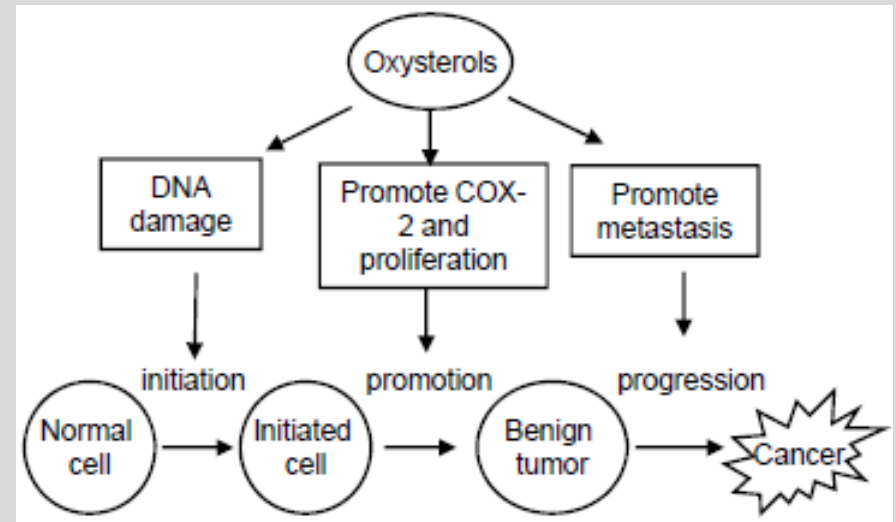 Oxysterols
DNA
damage
Promote COX-
2 and
proliferation
Promote
metastasis
initiation
promotion
progression
Normal
cell
Initiated
cell
Benign
tumor
Cancer